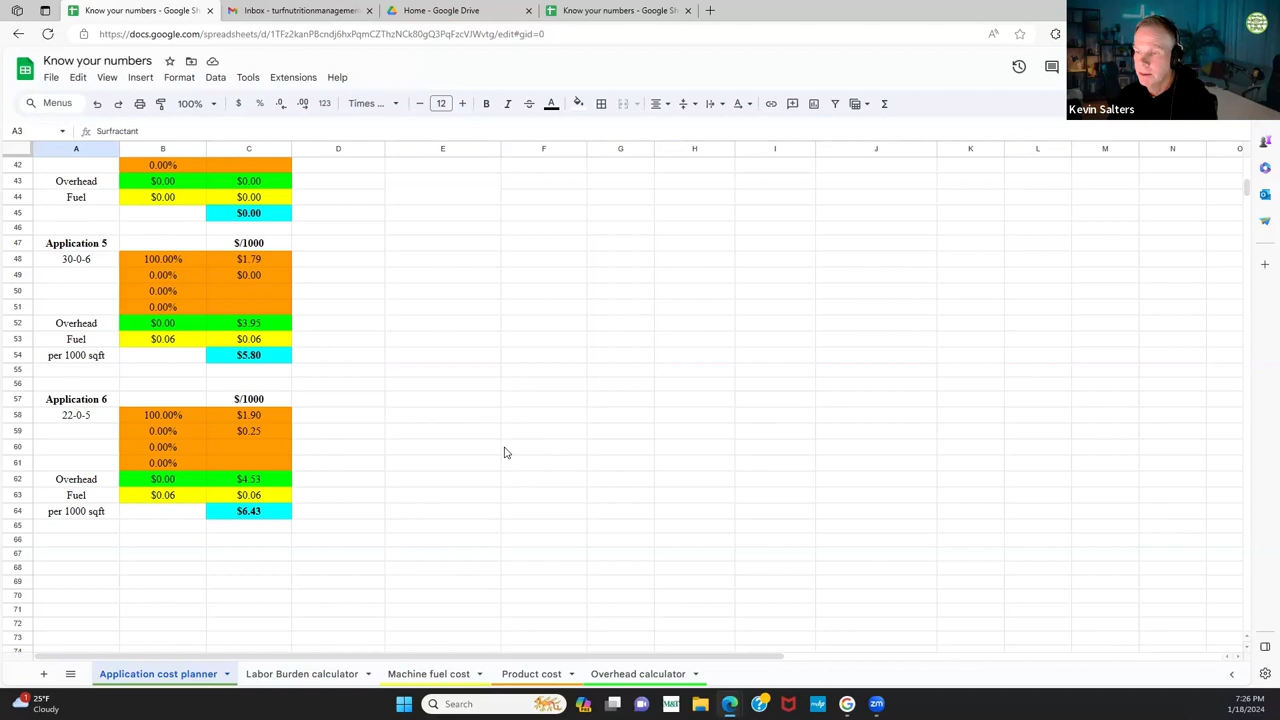 Know your numbers - Google Sh
Inbox - turfnutritionmanagemen
Home - Google Drive
Know your numbers - Google Sh
https://docs.google.com/spreadsheets/d/1TFz2kanPBcndj6hxPqmCZThzNCk80gQ3PqFzcVJWvtg/edit#gid=0
Know your numbers
File Edit View Insert Format Data Tools Extensions Help
Menus 100% $ % .0 .00 123 Times ... 12 B I A Σ
A3 fx Surfractant
A B C D E F G H I J K L M N O
42 0.00%
43 Overhead $0.00 $0.00
44 Fuel $0.00 $0.00
45 $0.00
46
47 Application 5 $/1000
48 30-0-6 100.00% $1.79
49 0.00% $0.00
50 0.00%
51 0.00%
52 Overhead $0.00 $3.95
53 Fuel $0.06 $0.06
54 per 1000 sqft $5.80
55
56
57 Application 6 $/1000
58 22-0-5 100.00% $1.90
59 0.00% $0.25
60 0.00%
61 0.00%
62 Overhead $0.00 $4.53
63 Fuel $0.06 $0.06
64 per 1000 sqft $6.43
65
66
67
68
69
70
71
72
73
74
Application cost planner Labor Burden calculator Machine fuel cost Product cost Overhead calculator
Kevin Salters
1 25°F
Cloudy
Search
M&T
mdp
zm
7:26 PM
1/18/2024